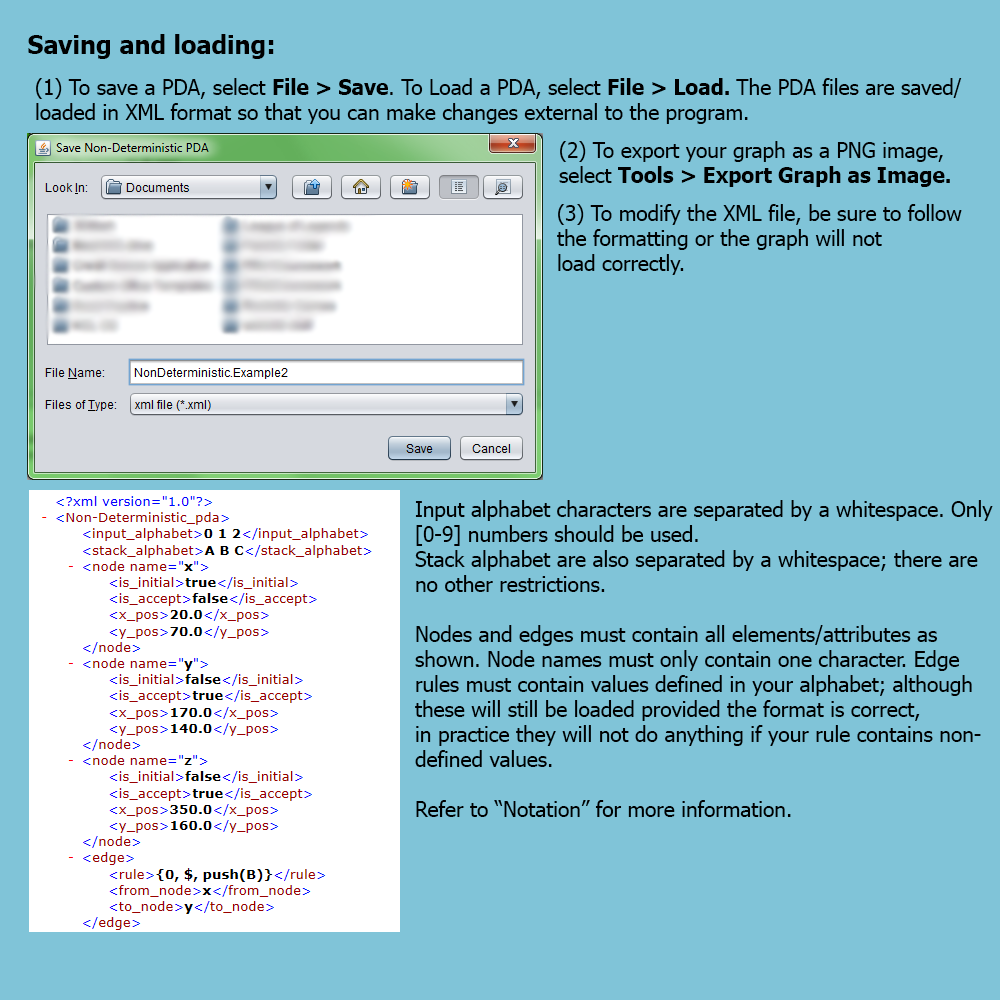 Saving and loading:
(1) To save a PDA, select File > Save. To Load a PDA, select File > Load. The PDA files are saved/
loaded in XML format so that you can make changes external to the program.
Save Non-Deterministic PDA
Look In:
Documents
File Name:
NonDeterministic.Example2
Files of Type:
xml file (*.xml)
Save
Cancel
(2) To export your graph as a PNG image,
select Tools > Export Graph as Image.
(3) To modify the XML file, be sure to follow
the formatting or the graph will not
load correctly.
<?xml version="1.0"?>
- <Non-Deterministic_pda>
<input_alphabet>0 1 2</input_alphabet>
<stack_alphabet>A B C</stack_alphabet>
- <node name="x">
<is_initial>true</is_initial>
<is_accept>false</is_accept>
<x_pos>20.0</x_pos>
<y_pos>70.0</y_pos>
</node>
- <node name="y">
<is_initial>false</is_initial>
<is_accept>true</is_accept>
<x_pos>170.0</x_pos>
<y_pos>140.0</y_pos>
</node>
- <node name="z">
<is_initial>false</is_initial>
<is_accept>true</is_accept>
<x_pos>350.0</x_pos>
<y_pos>160.0</y_pos>
</node>
- <edge>
<rule>{0, $, push(B)}</rule>
<from_node>x</from_node>
<to_node>y</to_node>
</edge>
Input alphabet characters are separated by a whitespace. Only
[0-9] numbers should be used.
Stack alphabet are also separated by a whitespace; there are
no other restrictions.
Nodes and edges must contain all elements/attributes as
shown. Node names must only contain one character. Edge
rules must contain values defined in your alphabet; although
these will still be loaded provided the format is correct,
in practice they will not do anything if your rule contains non-
defined values.
Refer to “Notation” for more information.